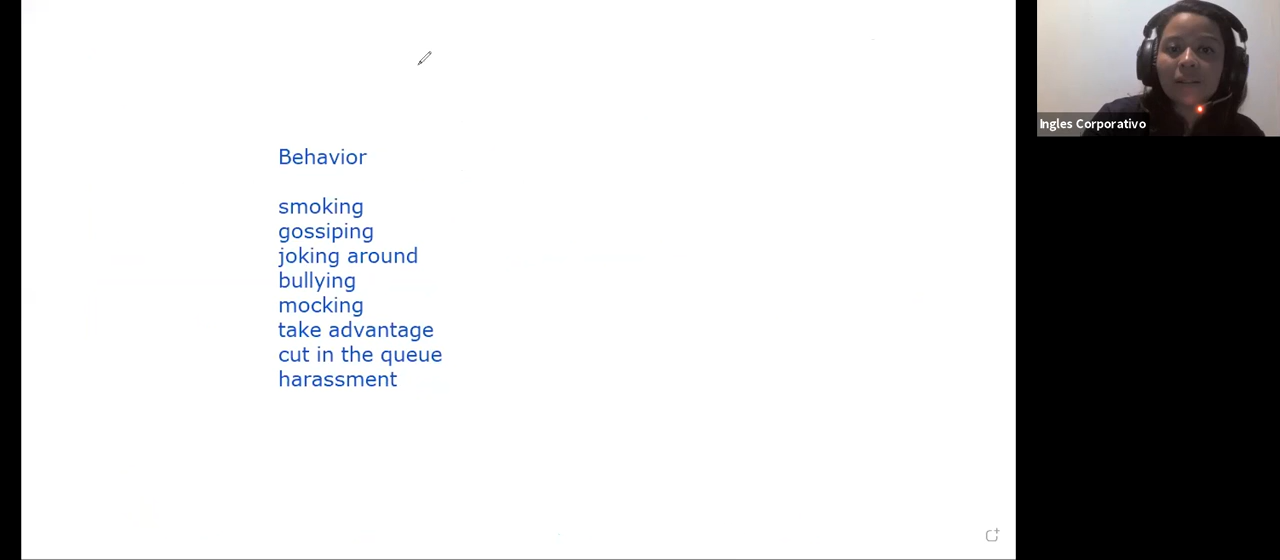 Behavior
smoking
gossiping
joking around
bullying
mocking
take advantage
cut in the queue
harassment
Ingles Corporativo